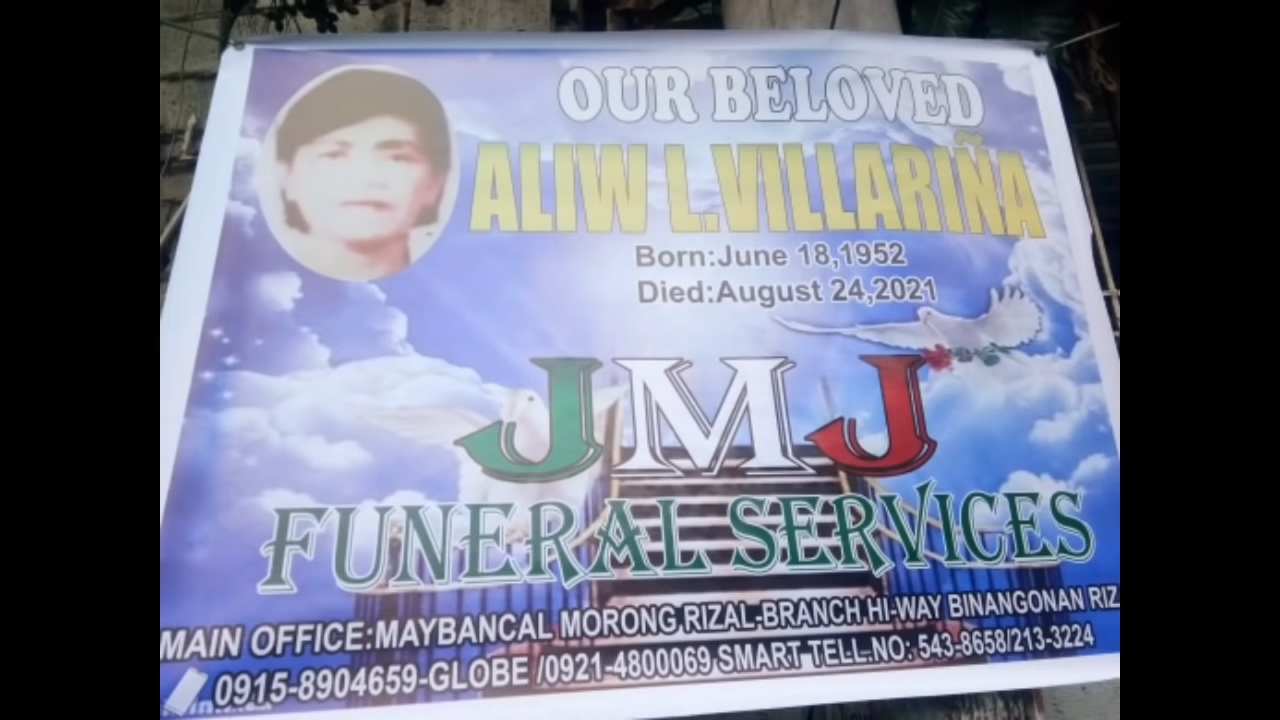 OUR BELOVED
ALIW L.VILLARIÑA
Born:June 18,1952
Died:August 24,2021
JMJ
FUNERAL SERVICES
MAIN OFFICE:MAYBANCAL MORONG RIZAL-BRANCH HI-WAY BINANGONAN RIZ
0915-8904659-GLOBE /0921-4800069 SMART TELL.NO: 543-8658/213-3224